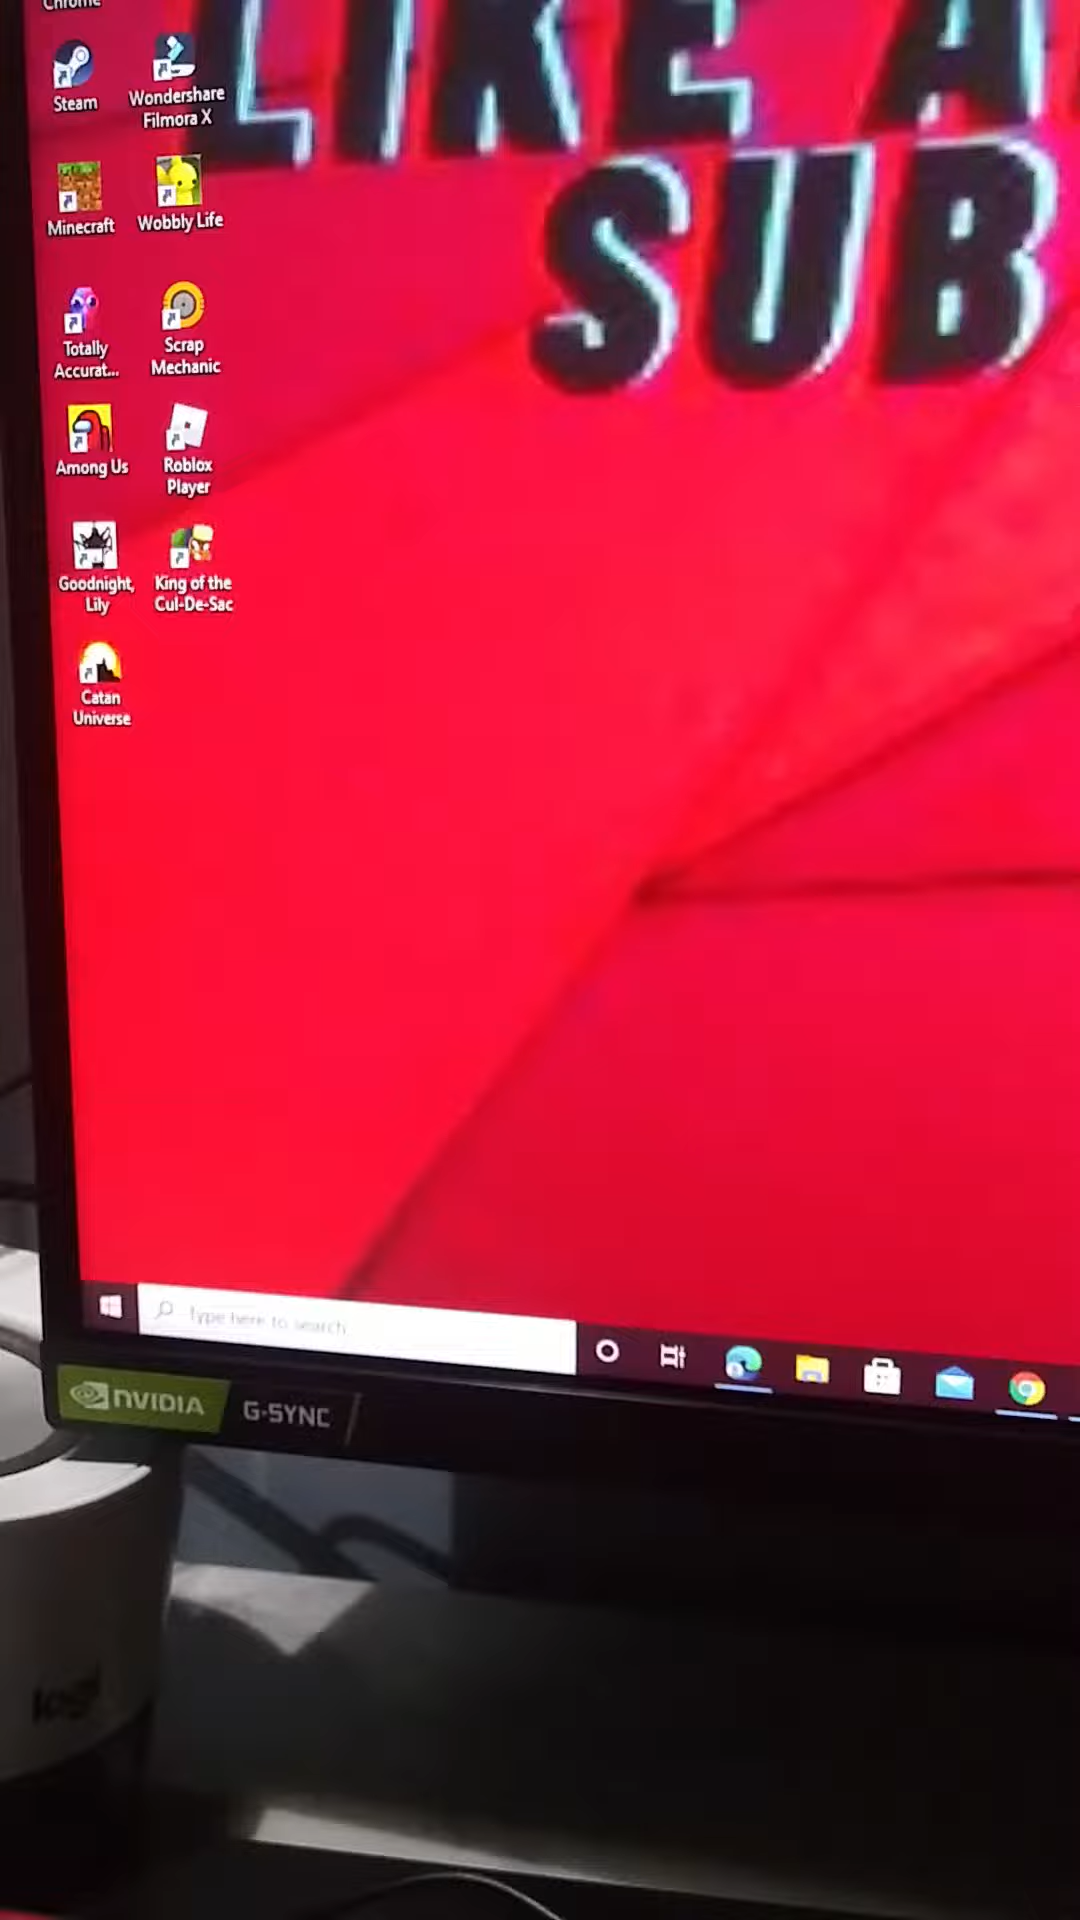 Chrome
LIKE A
SUB
Steam
Wondershare
Filmora X
Minecraft
Wobbly Life
Totally
Accurat...
Scrap
Mechanic
Among Us
Roblox
Player
Goodnight,
Lily
King of the
Cul-De-Sac
Catan
Universe
Type here to search
NVIDIA G-SYNC
logi